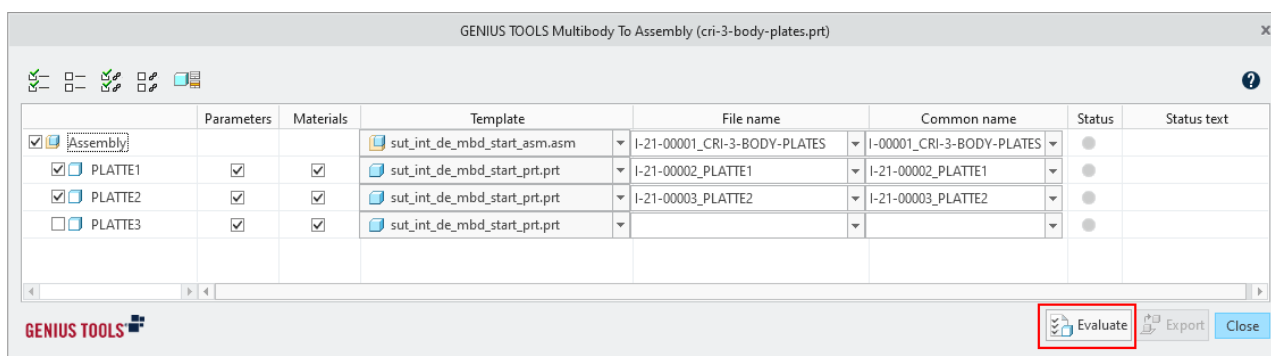 GENIUS TOOLS Multibody To Assembly (cri-3-body-plates.prt)
x
?
Parameters Materials Template File name Common name Status Status text
Assembly sut_int_de_mbd_start_asm.asm I-21-00001_CRI-3-BODY-PLATES I-00001_CRI-3-BODY-PLATES
PLATTE1 sut_int_de_mbd_start_prt.prt I-21-00002_PLATTE1 I-21-00002_PLATTE1
PLATTE2 sut_int_de_mbd_start_prt.prt I-21-00003_PLATTE2 I-21-00003_PLATTE2
PLATTE3 sut_int_de_mbd_start_prt.prt
GENIUS TOOLS Evaluate Export Close